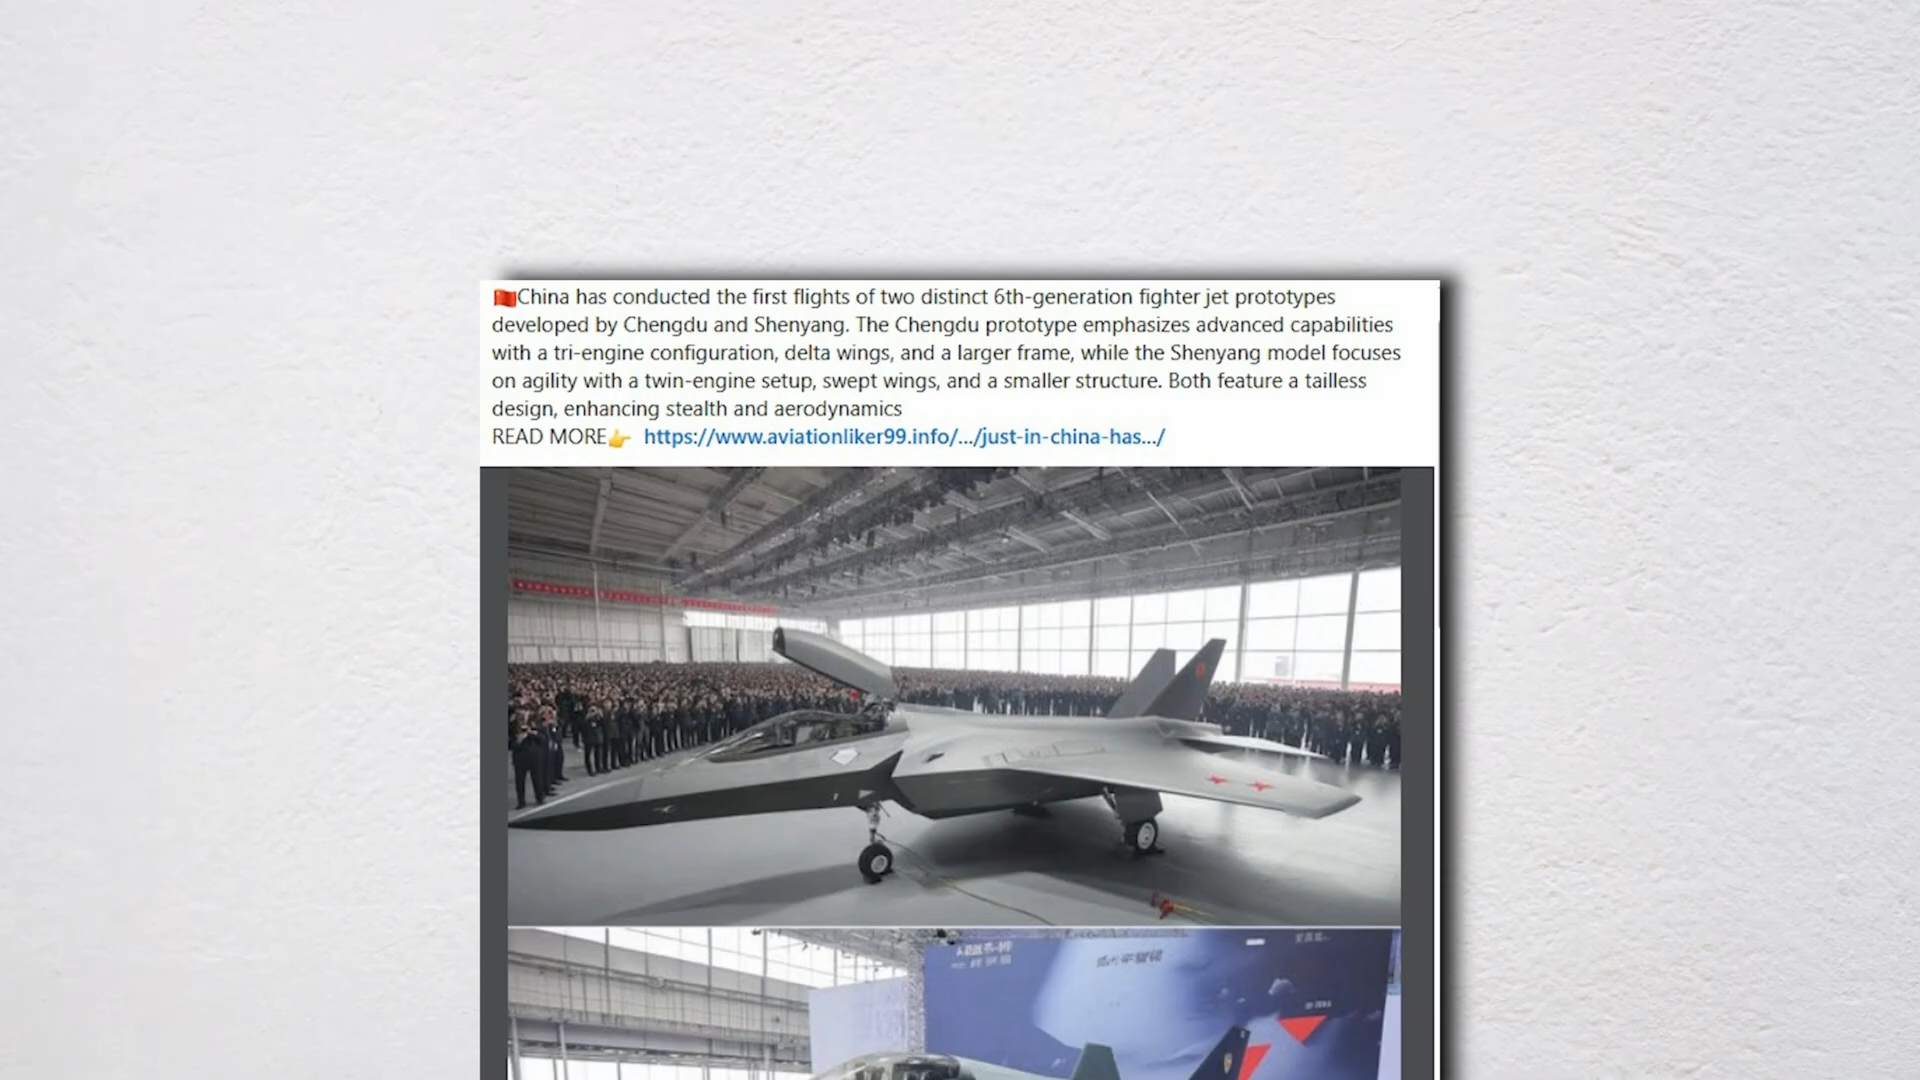 🇨🇳China has conducted the first flights of two distinct 6th-generation fighter jet prototypes
developed by Chengdu and Shenyang. The Chengdu prototype emphasizes advanced capabilities
with a tri-engine configuration, delta wings, and a larger frame, while the Shenyang model focuses
on agility with a twin-engine setup, swept wings, and a smaller structure. Both feature a tailless
design, enhancing stealth and aerodynamics
READ MORE👉 https://www.aviationliker99.info/.../just-in-china-has.../